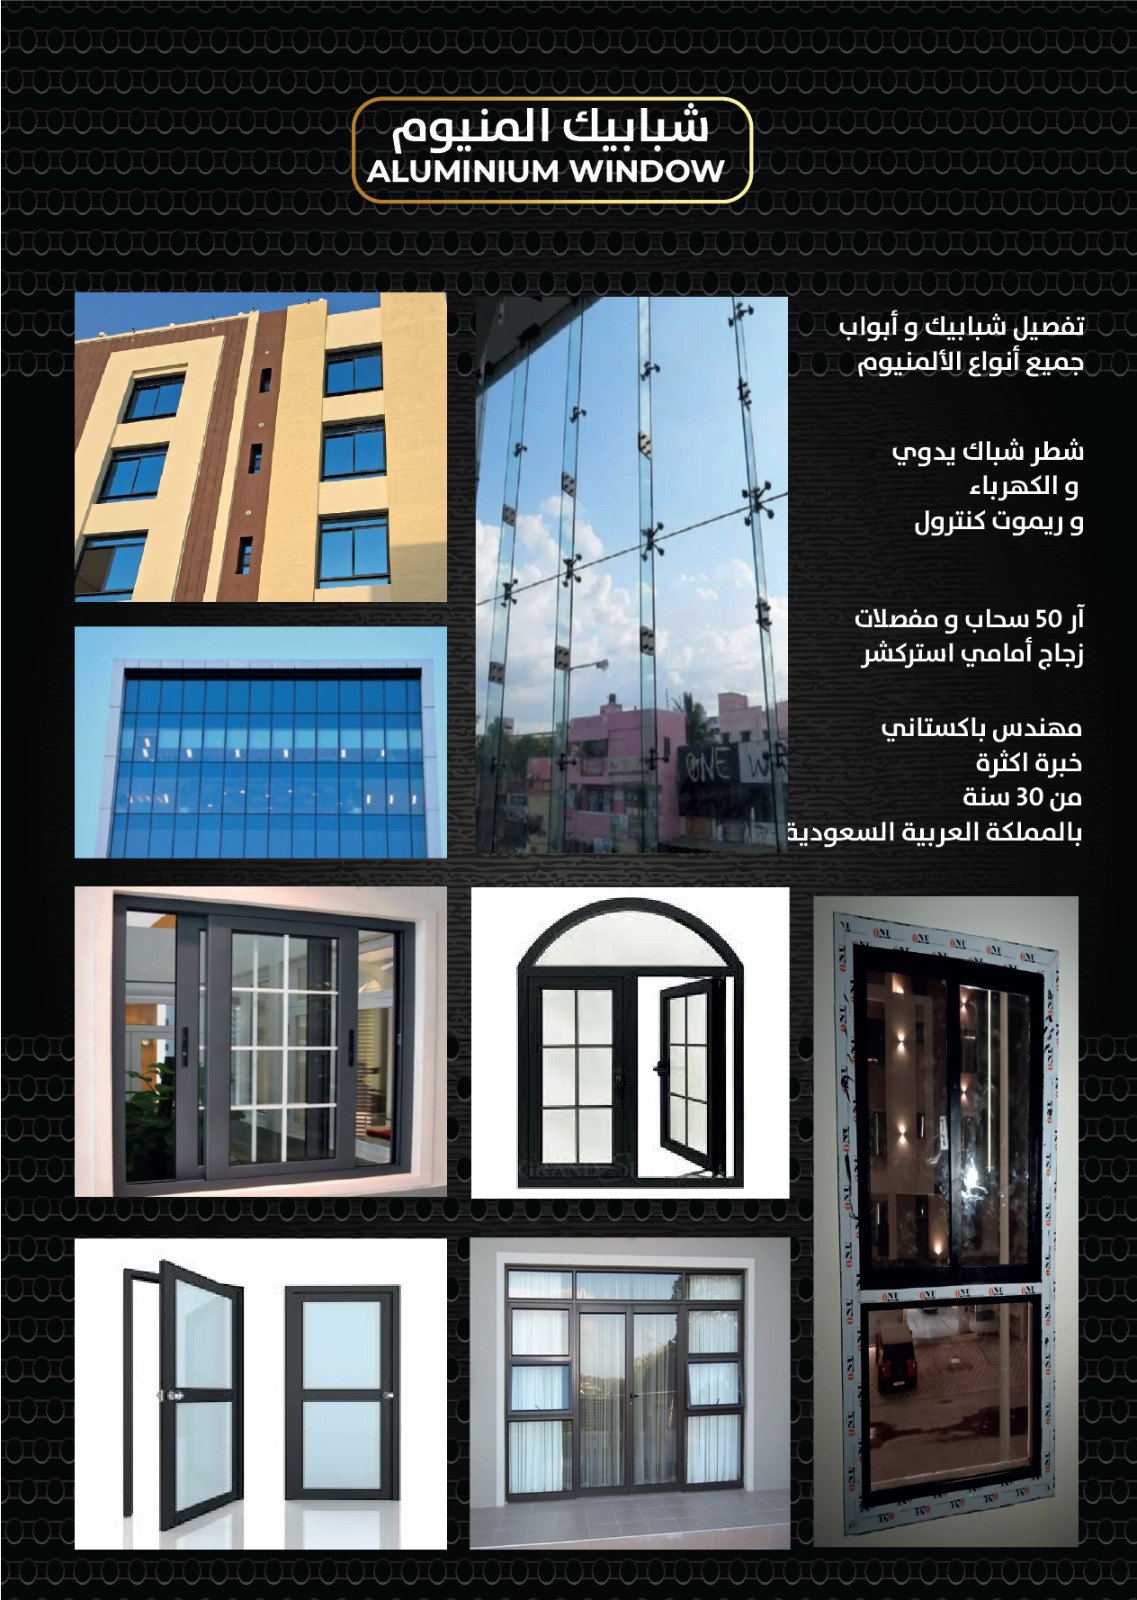 شبابيك المنيوم
ALUMINIUM WINDOW
تفصيل شبابيك و أبواب
جميع أنواع الألمنيوم
شطر شباك يدوي
و الكهرباء
و ريموت كنترول
آر 50 سحاب و مفصلات
زجاج أمامي استركشر
مهندس باكستاني
خبرة اكثرة
من 30 سنة
بالمملكة العربية السعودية
ONE